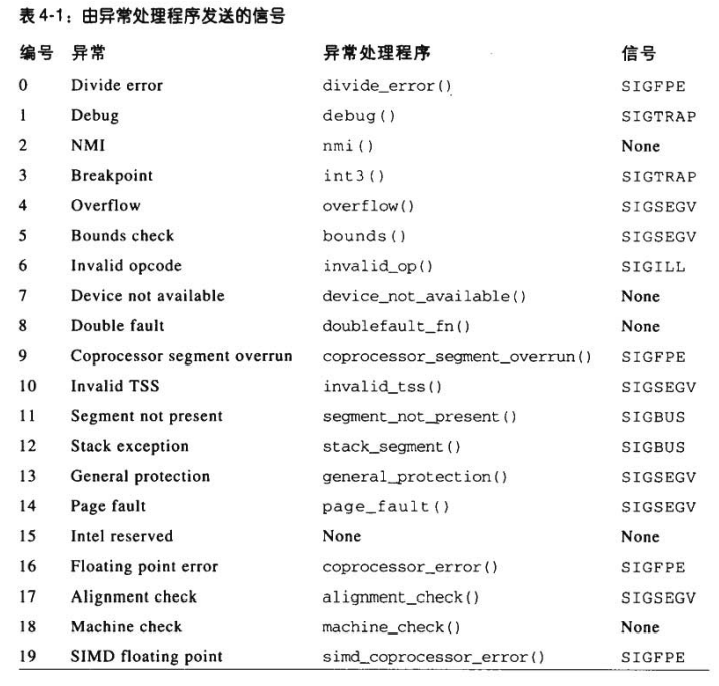 表 4-1：由异常处理程序发送的信号
编号 异常 异常处理程序 信号
0 Divide error divide_error() SIGFPE
1 Debug debug() SIGTRAP
2 NMI nmi() None
3 Breakpoint int3() SIGTRAP
4 Overflow overflow() SIGSEGV
5 Bounds check bounds() SIGSEGV
6 Invalid opcode invalid_op() SIGILL
7 Device not available device_not_available() None
8 Double fault doublefault_fn() None
9 Coprocessor segment overrun coprocessor_segment_overrun() SIGFPE
10 Invalid TSS invalid_tss() SIGSEGV
11 Segment not present segment_not_present() SIGBUS
12 Stack exception stack_segment() SIGBUS
13 General protection general_protection() SIGSEGV
14 Page fault page_fault() SIGSEGV
15 Intel reserved None None
16 Floating point error coprocessor_error() SIGFPE
17 Alignment check alignment_check() SIGSEGV
18 Machine check machine_check() None
19 SIMD floating point simd_coprocessor_error() SIGFPE